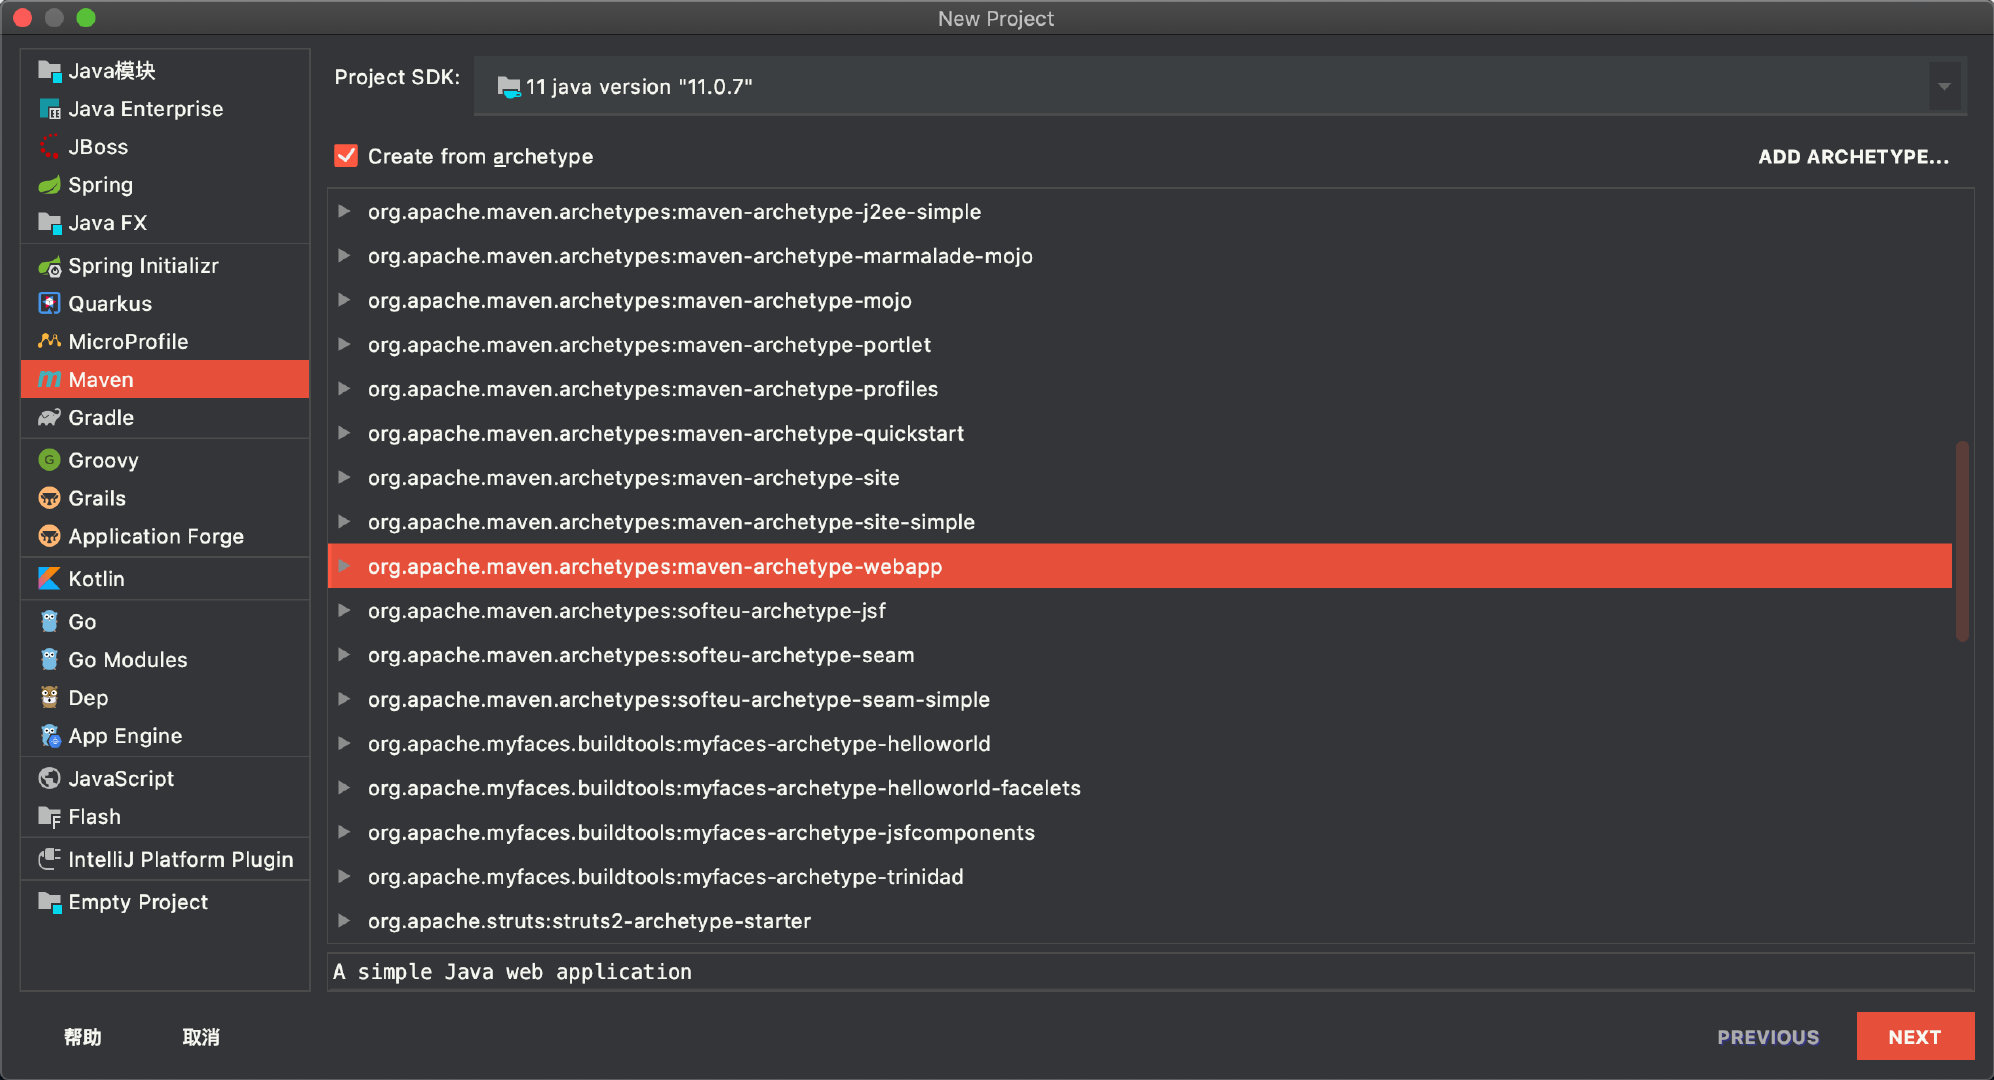 New Project
Java模块
Java Enterprise
JBoss
Spring
Java FX
Spring Initializr
Quarkus
MicroProfile
Maven
Gradle
Groovy
Grails
Application Forge
Kotlin
Go
Go Modules
Dep
App Engine
JavaScript
Flash
IntelliJ Platform Plugin
Empty Project
Project SDK: 11 java version "11.0.7"
Create from archetype ADD ARCHETYPE...
org.apache.maven.archetypes:maven-archetype-j2ee-simple
org.apache.maven.archetypes:maven-archetype-marmalade-mojo
org.apache.maven.archetypes:maven-archetype-mojo
org.apache.maven.archetypes:maven-archetype-portlet
org.apache.maven.archetypes:maven-archetype-profiles
org.apache.maven.archetypes:maven-archetype-quickstart
org.apache.maven.archetypes:maven-archetype-site
org.apache.maven.archetypes:maven-archetype-site-simple
org.apache.maven.archetypes:maven-archetype-webapp
org.apache.maven.archetypes:softeu-archetype-jsf
org.apache.maven.archetypes:softeu-archetype-seam
org.apache.maven.archetypes:softeu-archetype-seam-simple
org.apache.myfaces.buildtools:myfaces-archetype-helloworld
org.apache.myfaces.buildtools:myfaces-archetype-helloworld-facelets
org.apache.myfaces.buildtools:myfaces-archetype-jsfcomponents
org.apache.myfaces.buildtools:myfaces-archetype-trinidad
org.apache.struts:struts2-archetype-starter
A simple Java web application
帮助 取消 PREVIOUS NEXT